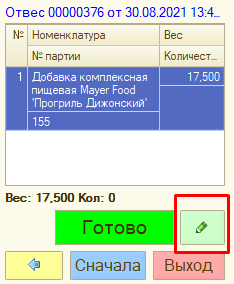 Отвес 00000376 от 30.08.2021 13:4...
№ Номенклатура Вес
№ партии Количест...
1 Добавка комплексная 17,500
пищевая Mayer Food
'Прогриль Дижонский'
155
Вес: 17,500 Кол: 0
Готово
Сначала Выход